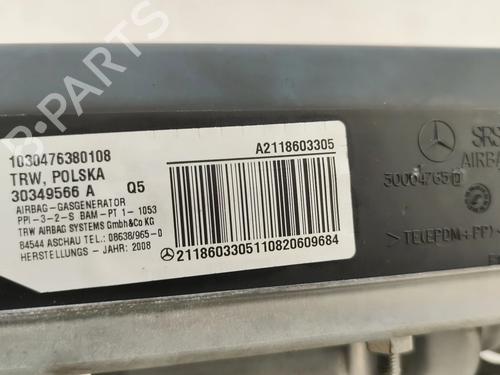 B-PARTS
1030476380108
A2118603305
TRW, POLSKA
30349566 A Q5
AIRBAG-GASGENERATOR
PPI-3-2-S BAM-PT 1- 1053
TRW AIRBAG SYSTEMS GmbH&Co KG
84544 ASCHAU TEL.: 08638/965-0
HERSTELLUNGS - JAHR: 2008
2118603305110820609684
SRS
AIRBAG